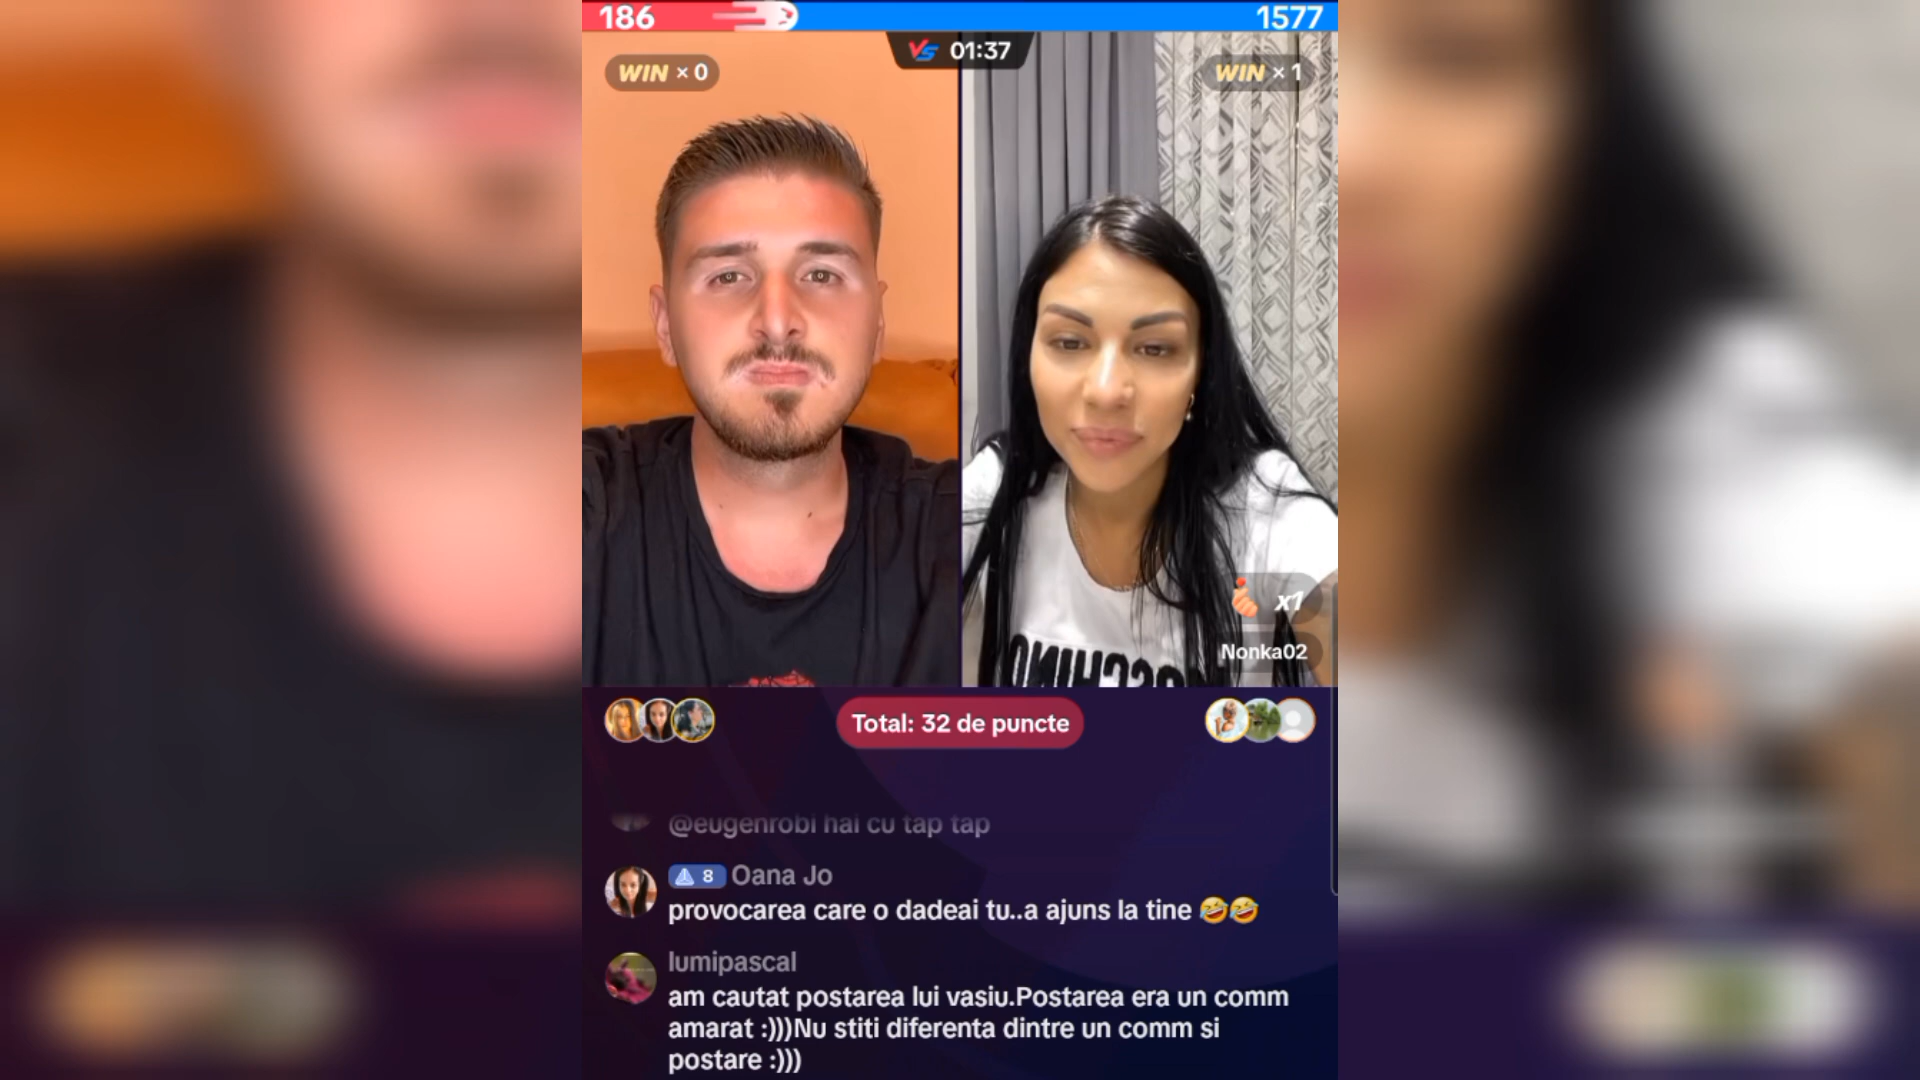 186
1577
VS 01:37
WIN × 0
WIN × 1
x1
Nonka02
Total: 32 de puncte
@eugenrobi hai cu tap tap
8 Oana Jo
provocarea care o dadeai tu..a ajuns la tine 🤣🤣
lumipascal
am cautat postarea lui vasiu.Postarea era un comm
amarat :)))Nu stiti diferenta dintre un comm si
postare :)))